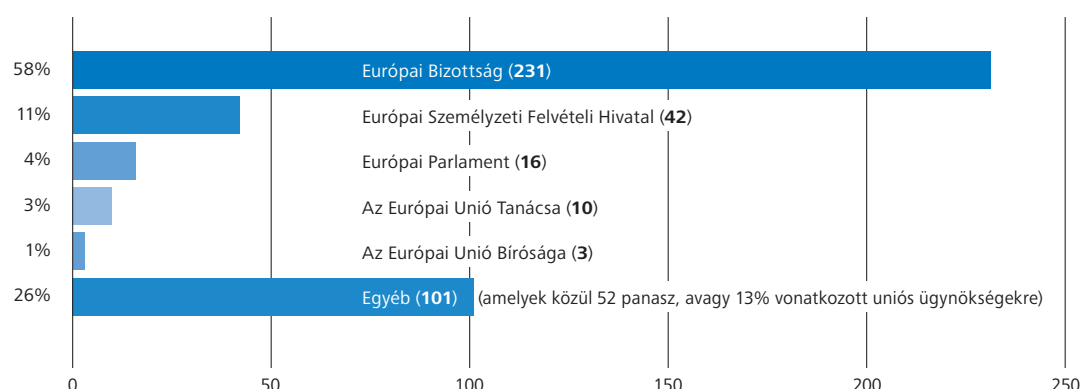 58% Európai Bizottság (231)
11% Európai Személyzeti Felvételi Hivatal (42)
4% Európai Parlament (16)
3% Az Európai Unió Tanácsa (10)
1% Az Európai Unió Bírósága (3)
26% Egyéb (101) (amelyek közül 52 panasz, avagy 13% vonatkozott uniós ügynökségekre)
0 50 100 150 200 250